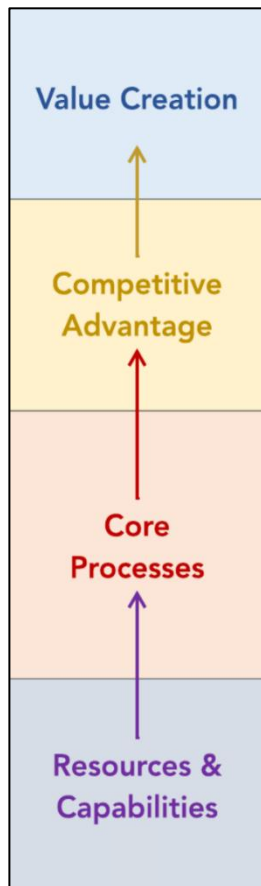 Value Creation
Competitive
Advantage
Core
Processes
Resources &
Capabilities